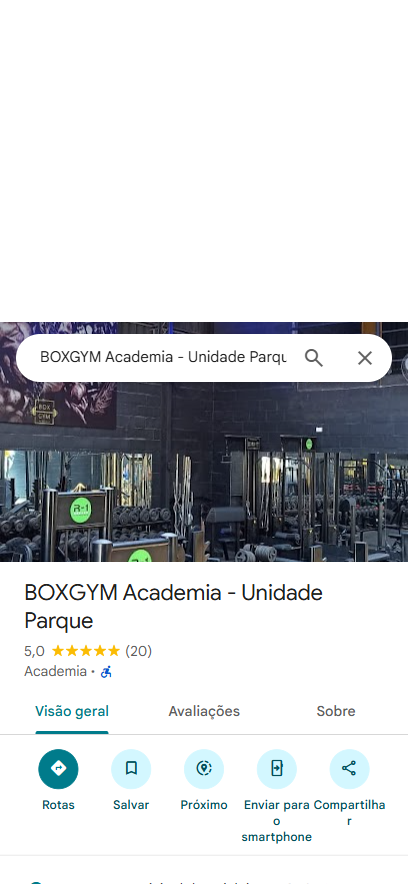 BOXGYM Academia - Unidade Parqu
BOX
GYM
R-1
BOXGYM Academia - Unidade
Parque
5,0 ★★★★★ (20)
Academia ·
Visão geral
Avaliações
Sobre
Rotas
Salvar
Próximo
Enviar para
o
smartphone
Compartilha
r